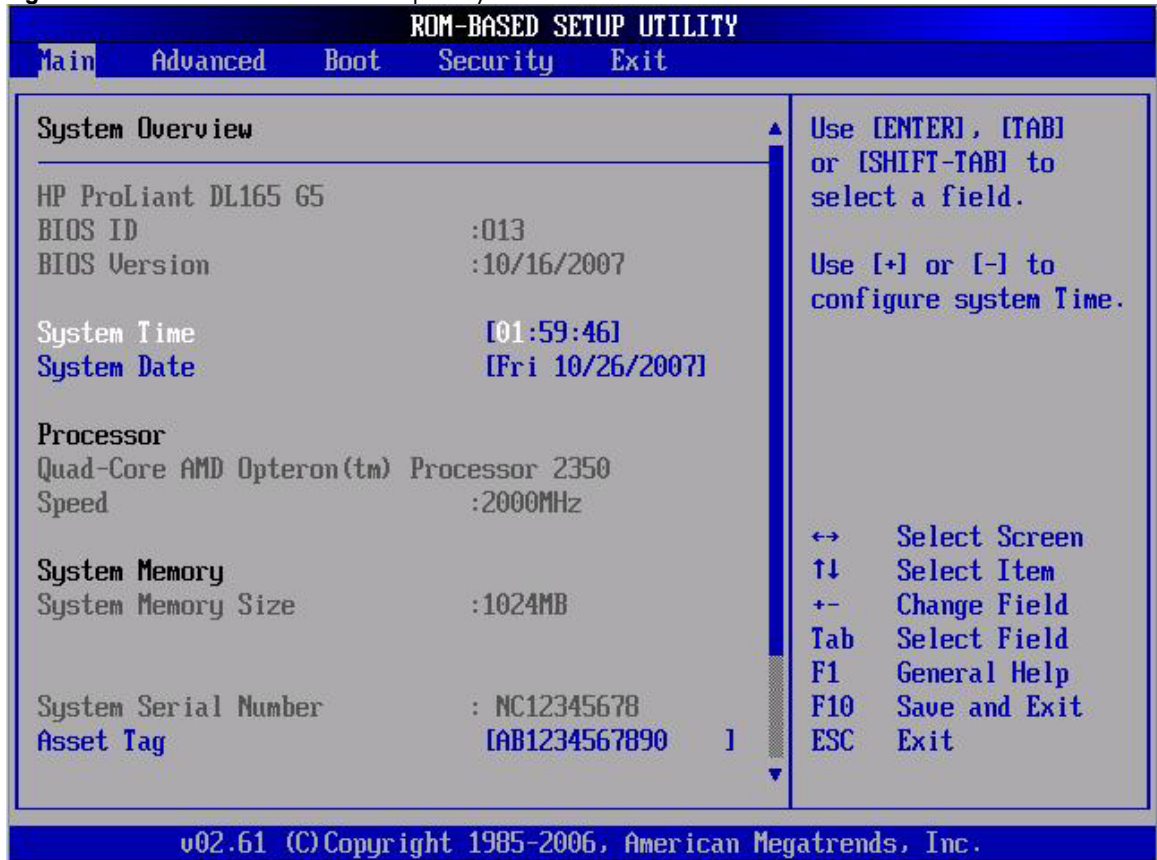 ROM-BASED SETUP UTILITY
Main Advanced Boot Security Exit
System Overview
HP ProLiant DL165 G5
BIOS ID :O13
BIOS Version :10/16/2007
System Time [01:59:46]
System Date [Fri 10/26/2007]
Processor
Quad-Core AMD Opteron(tm) Processor 2350
Speed :2000MHz
System Memory
System Memory Size :1024MB
System Serial Number : NC12345678
Asset Tag [AB1234567890 ]
Use [ENTER], [TAB]
or [SHIFT-TAB] to
select a field.
Use [+] or [-] to
configure system Time.
↔ Select Screen
↑↓ Select Item
+- Change Field
Tab Select Field
F1 General Help
F10 Save and Exit
ESC Exit
v02.61 (C)Copyright 1985-2006, American Megatrends, Inc.